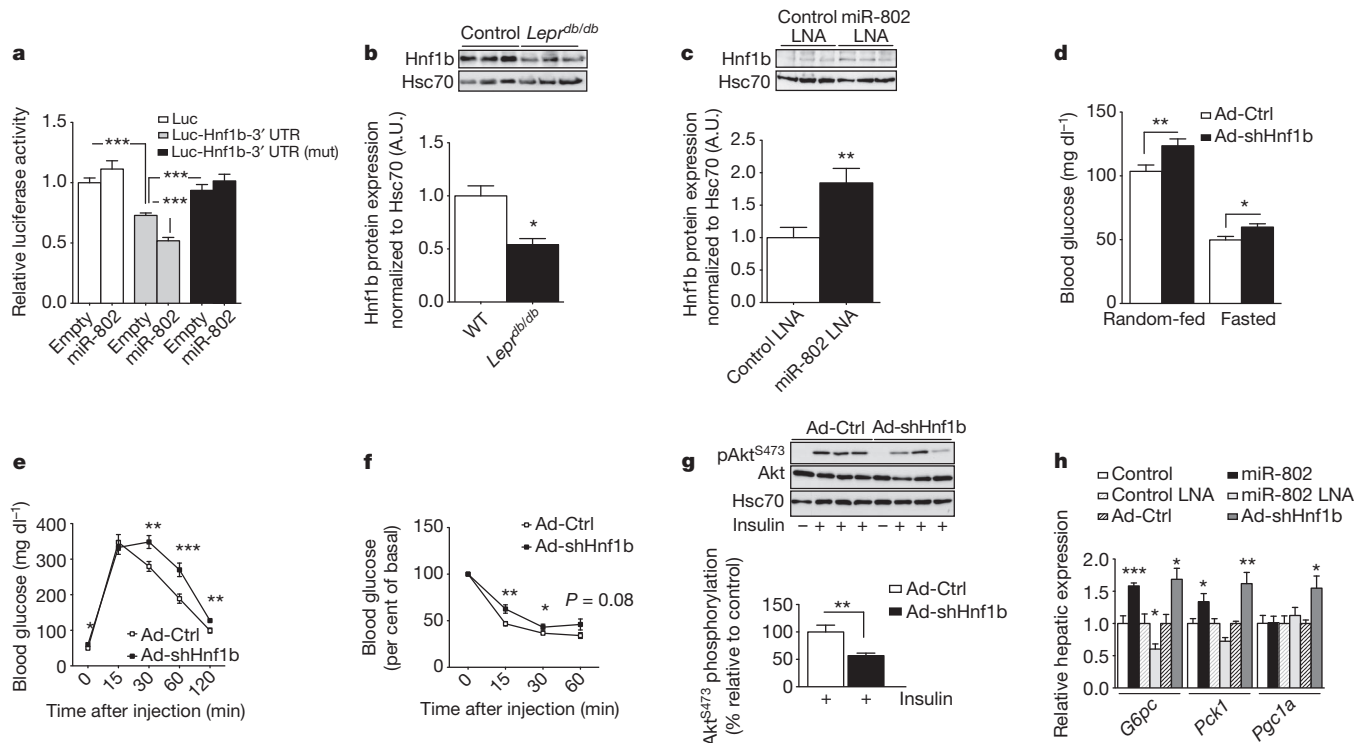 a
Luc
Luc-Hnf1b-3′ UTR
Luc-Hnf1b-3′ UTR (mut)
Relative luciferase activity
1.5
1.0
0.5
0.0
***
***
***
Empty
miR-802
Empty
miR-802
Empty
miR-802
b
Control Lepr^db/db
Hnf1b
Hsc70
Hnf1b protein expression
normalized to Hsc70 (A.U.)
1.5
1.0
0.5
0.0
*
WT
Lepr^db/db
c
Control miR-802
LNA LNA
Hnf1b
Hsc70
Hnf1b protein expression
normalized to Hsc70 (A.U.)
2.5
2.0
1.5
1.0
0.5
0.0
**
Control LNA
miR-802 LNA
d
Ad-Ctrl
Ad-shHnf1b
Blood glucose (mg dl⁻¹)
150
100
50
0
**
*
Random-fed Fasted
e
Blood glucose (mg dl⁻¹)
400
300
200
100
0
*
**
***
**
Ad-Ctrl
Ad-shHnf1b
0 15 30 60 120
Time after injection (min)
f
Blood glucose
(per cent of basal)
150
100
50
0
Ad-Ctrl
Ad-shHnf1b
**
*
P = 0.08
0 15 30 60
Time after injection (min)
g
Ad-Ctrl Ad-shHnf1b
pAkt^S473
Akt
Hsc70
Insulin − + + + − + + +
Akt^S473 phosphorylation
(% relative to control)
150
100
50
0
**
Ad-Ctrl
Ad-shHnf1b
+ + Insulin
h
Control miR-802
Control LNA miR-802 LNA
Ad-Ctrl Ad-shHnf1b
Relative hepatic expression
2.0
1.5
1.0
0.5
0.0
***
*
*
*
**
*
G6pc
Pck1
Pgc1a